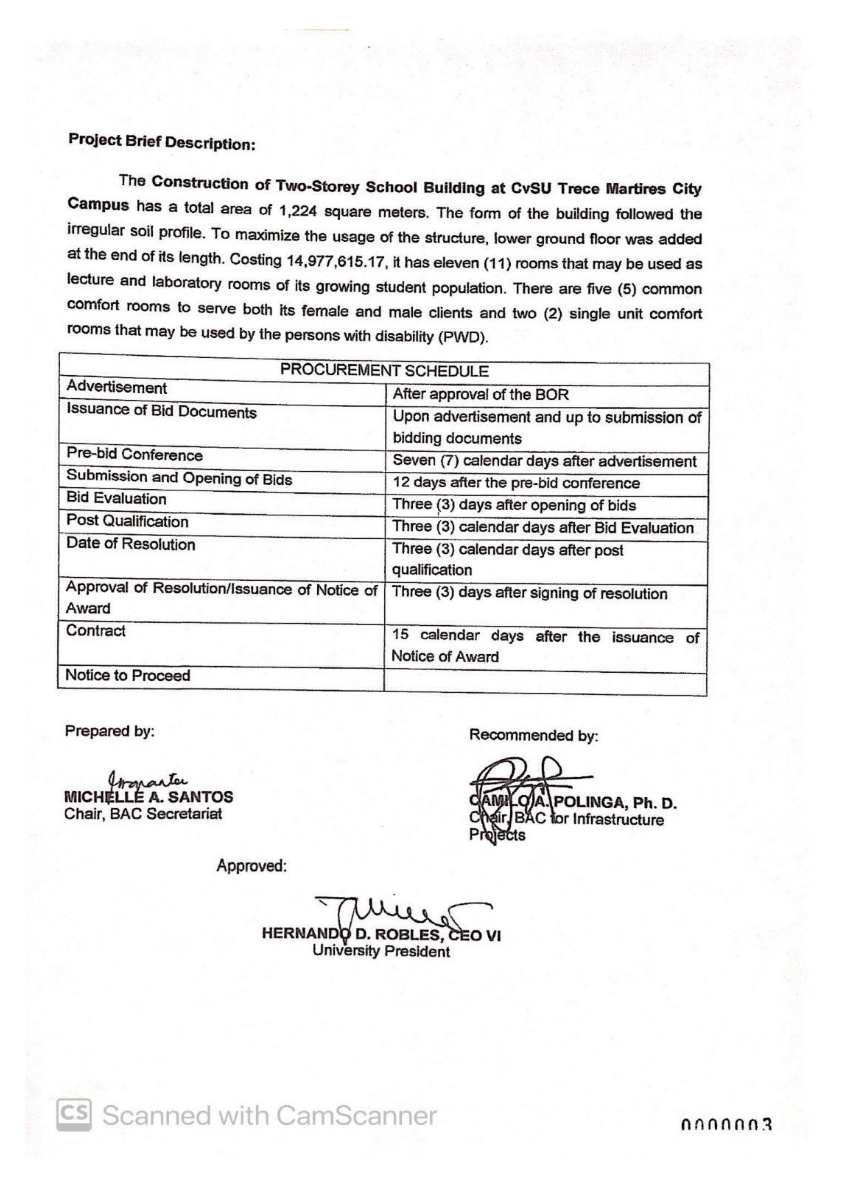 Project Brief Description:
The Construction of Two-Storey School Building at CvSU Trece Martires City
Campus has a total area of 1,224 square meters. The form of the building followed the
irregular soil profile. To maximize the usage of the structure, lower ground floor was added
at the end of its length. Costing 14,977,615.17, it has eleven (11) rooms that may be used as
lecture and laboratory rooms of its growing student population. There are five (5) common
comfort rooms to serve both its female and male clients and two (2) single unit comfort
rooms that may be used by the persons with disability (PWD).
PROCUREMENT SCHEDULE
Advertisement
After approval of the BOR
Issuance of Bid Documents
Upon advertisement and up to submission of
bidding documents
Pre-bid Conference
Seven (7) calendar days after advertisement
Submission and Opening of Bids
12 days after the pre-bid conference
Bid Evaluation
Three (3) days after opening of bids
Post Qualification
Three (3) calendar days after Bid Evaluation
Date of Resolution
Three (3) calendar days after post
qualification
Approval of Resolution/Issuance of Notice of
Award
Three (3) days after signing of resolution
Contract
15 calendar days after the issuance of
Notice of Award
Notice to Proceed
Prepared by:
Recommended by:
MICHELLE A. SANTOS
Chair, BAC Secretariat
CAMILO A. POLINGA, Ph. D.
Chair, BAC for Infrastructure
Projects
Approved:
HERNANDO D. ROBLES, CEO VI
University President
CS Scanned with CamScanner
0000003